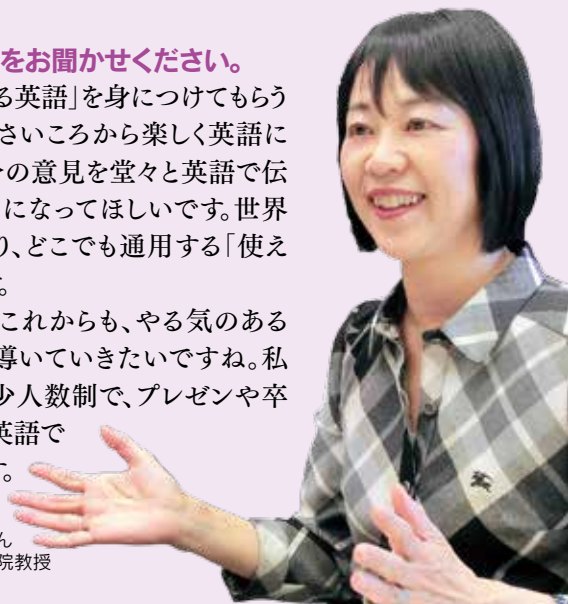 をお聞かせください。
る英語」を身につけてもらう
さいころから楽しく英語に
の意見を堂々と英語で伝
になってほしいです。世界
り、どこでも通用する「使え
。
これからも、やる気のある
導いていきたいですね。私
少人数制で、プレゼンや卒
英語で
す。
ん
院教授